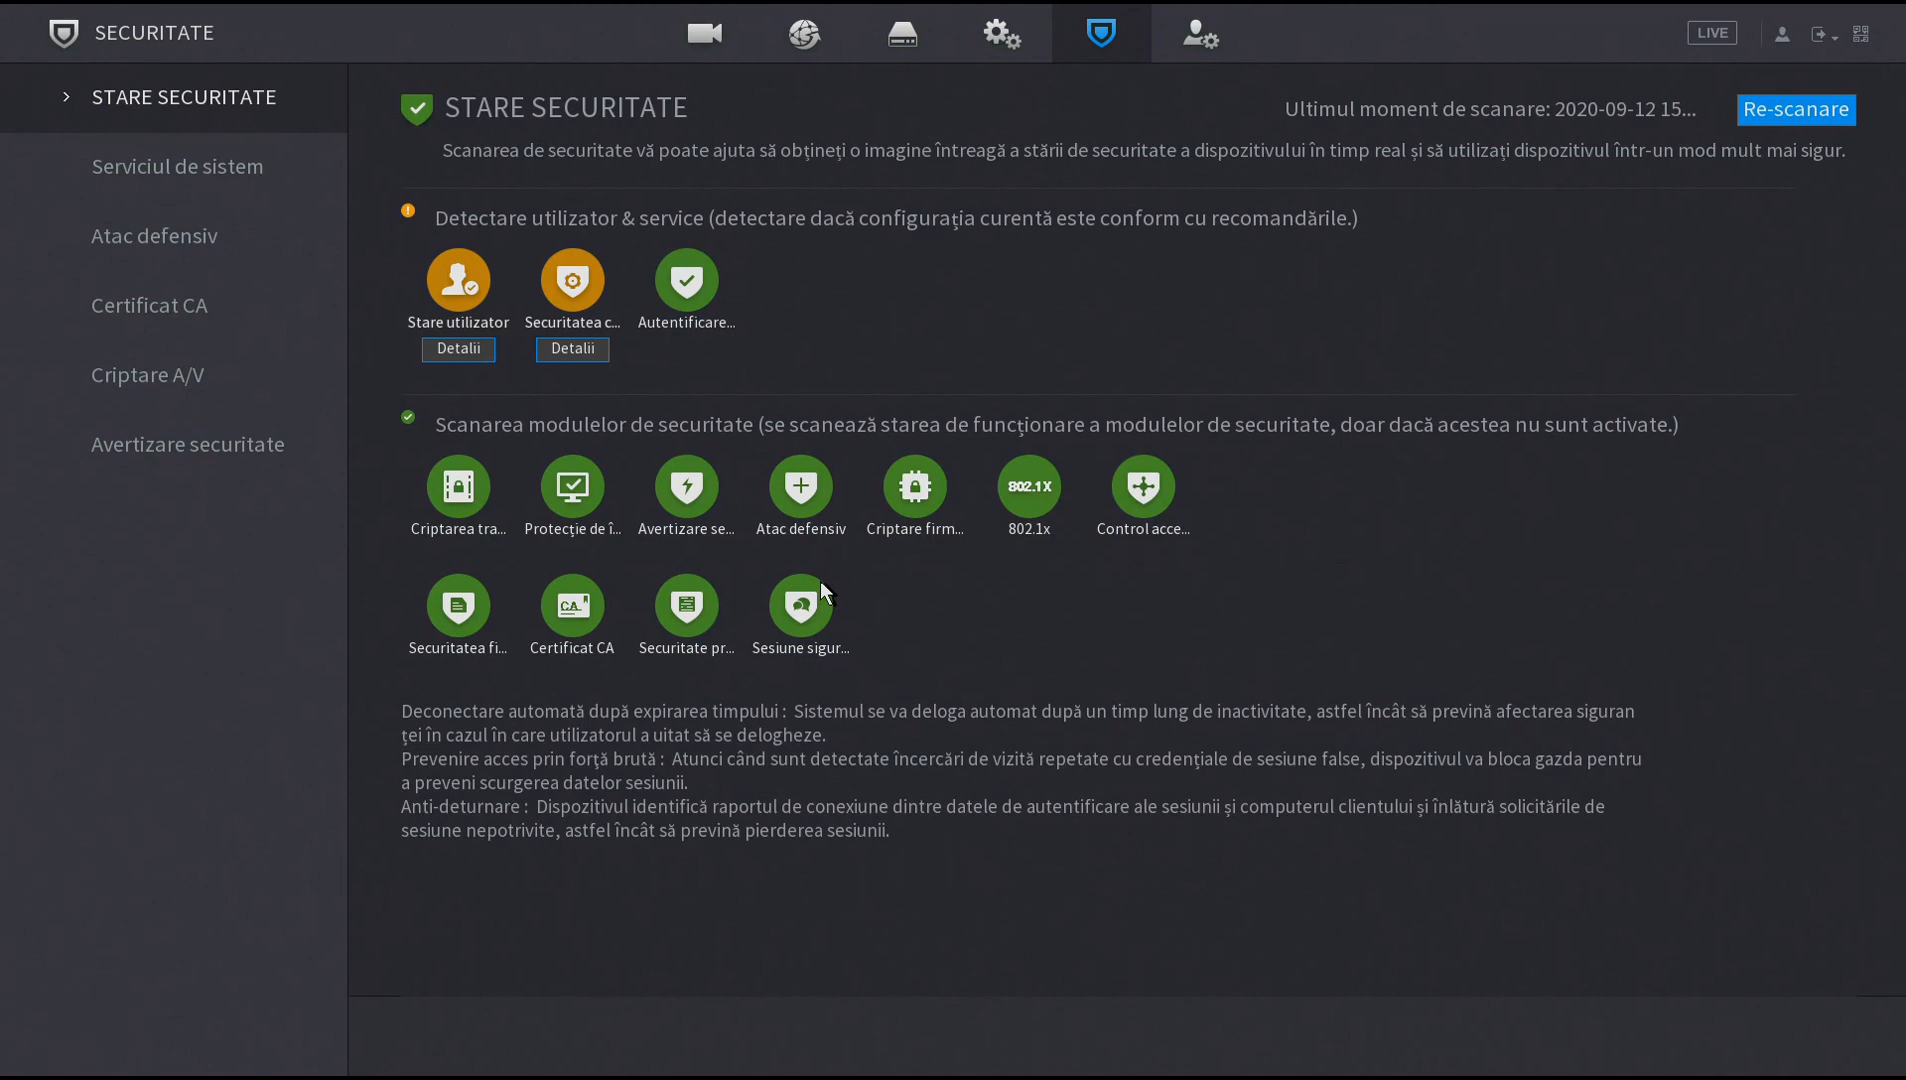 SECURITATE
LIVE
STARE SECURITATE
Serviciul de sistem
Atac defensiv
Certificat CA
Criptare A/V
Avertizare securitate
STARE SECURITATE
Ultimul moment de scanare: 2020-09-12 15...
Re-scanare
Scanarea de securitate vă poate ajuta să obțineți o imagine întreagă a stării de securitate a dispozitivului în timp real și să utilizați dispozitivul într-un mod mult mai sigur.
Detectare utilizator & service (detectare dacă configurația curentă este conform cu recomandările.)
Stare utilizator
Securitatea c...
Autentificare...
Detalii
Detalii
Scanarea modulelor de securitate (se scanează starea de funcționare a modulelor de securitate, doar dacă acestea nu sunt activate.)
802.1X
Criptarea tra...
Protecție de î...
Avertizare se...
Atac defensiv
Criptare firm...
802.1x
Control acce...
CA
Securitatea fi...
Certificat CA
Securitate pr...
Sesiune sigur...
Deconectare automată după expirarea timpului : Sistemul se va deloga automat după un timp lung de inactivitate, astfel încât să prevină afectarea siguran
ței în cazul în care utilizatorul a uitat să se delogheze.
Prevenire acces prin forţă brută : Atunci când sunt detectate încercări de vizită repetate cu credențiale de sesiune false, dispozitivul va bloca gazda pentru
a preveni scurgerea datelor sesiunii.
Anti-deturnare : Dispozitivul identifică raportul de conexiune dintre datele de autentificare ale sesiunii și computerul clientului și înlătură solicitările de
sesiune nepotrivite, astfel încât să prevină pierderea sesiunii.